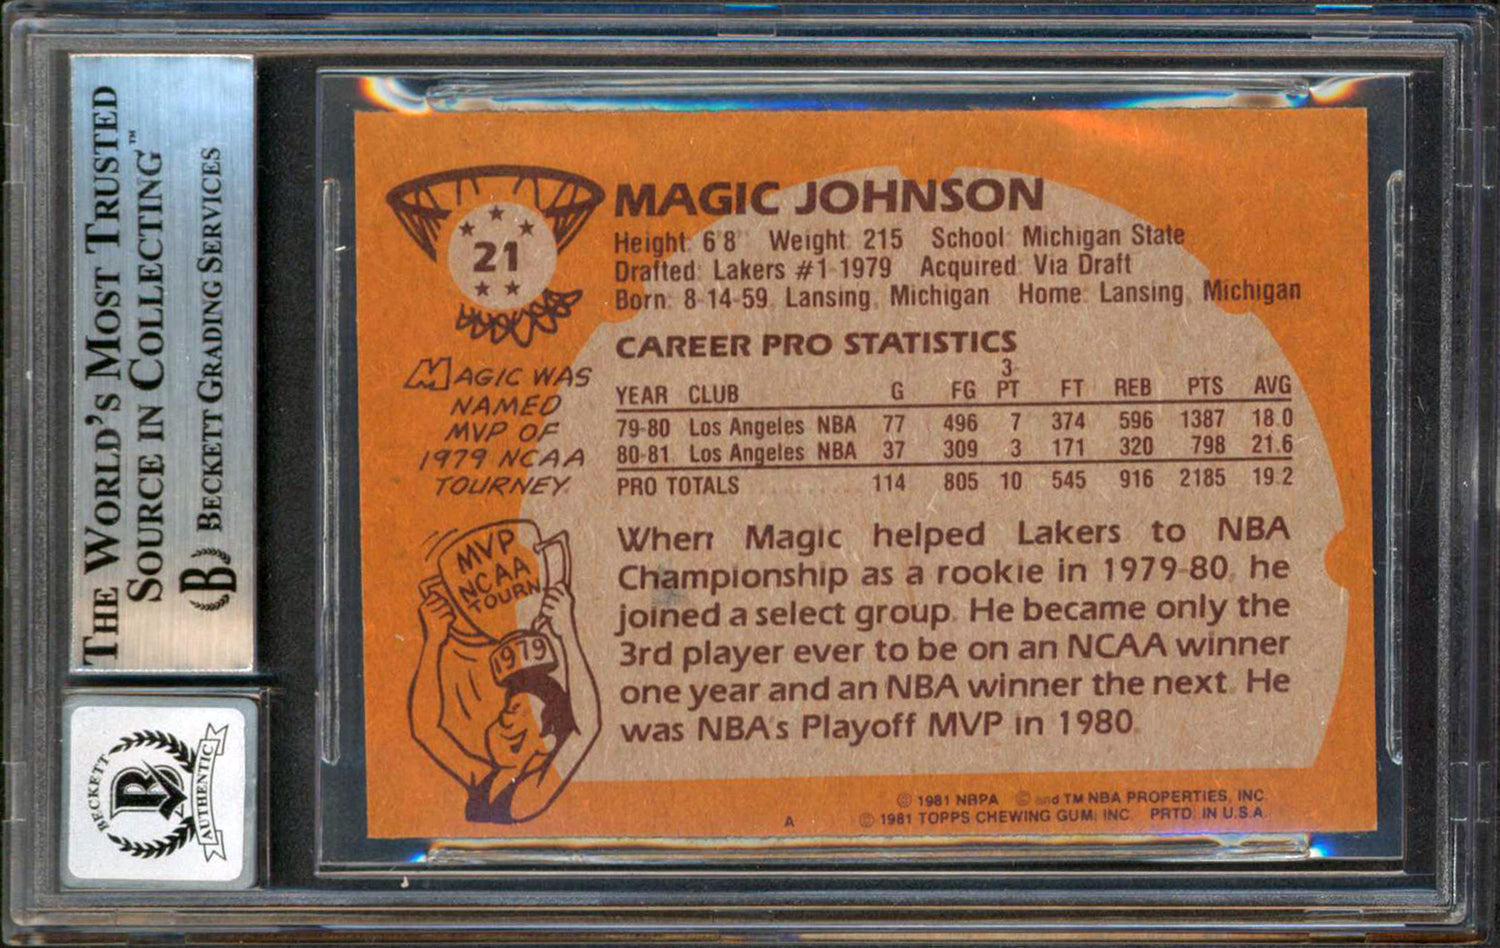 THE WORLD'S MOST TRUSTED
SOURCE IN COLLECTING™
BECKETT GRADING SERVICES
B
BECKETT
B
AUTHENTIC
21
MAGIC JOHNSON
Height: 6'8" Weight: 215 School: Michigan State
Drafted: Lakers #1-1979 Acquired: Via Draft
Born: 8-14-59, Lansing, Michigan Home: Lansing, Michigan
CAREER PRO STATISTICS
YEAR CLUB G FG 3-PT FT REB PTS AVG
79-80 Los Angeles NBA 77 496 7 374 596 1387 18.0
80-81 Los Angeles NBA 37 309 3 171 320 798 21.6
PRO TOTALS 114 805 10 545 916 2185 19.2
MAGIC WAS
NAMED
MVP OF
1979 NCAA
TOURNEY.
MVP
NCAA
TOURN.
1979
When Magic helped Lakers to NBA
Championship as a rookie in 1979-80, he
joined a select group. He became only the
3rd player ever to be on an NCAA winner
one year and an NBA winner the next. He
was NBA's Playoff MVP in 1980.
© 1981 NBPA © and TM NBA PROPERTIES, INC.
A © 1981 TOPPS CHEWING GUM, INC. PRTD. IN U.S.A.